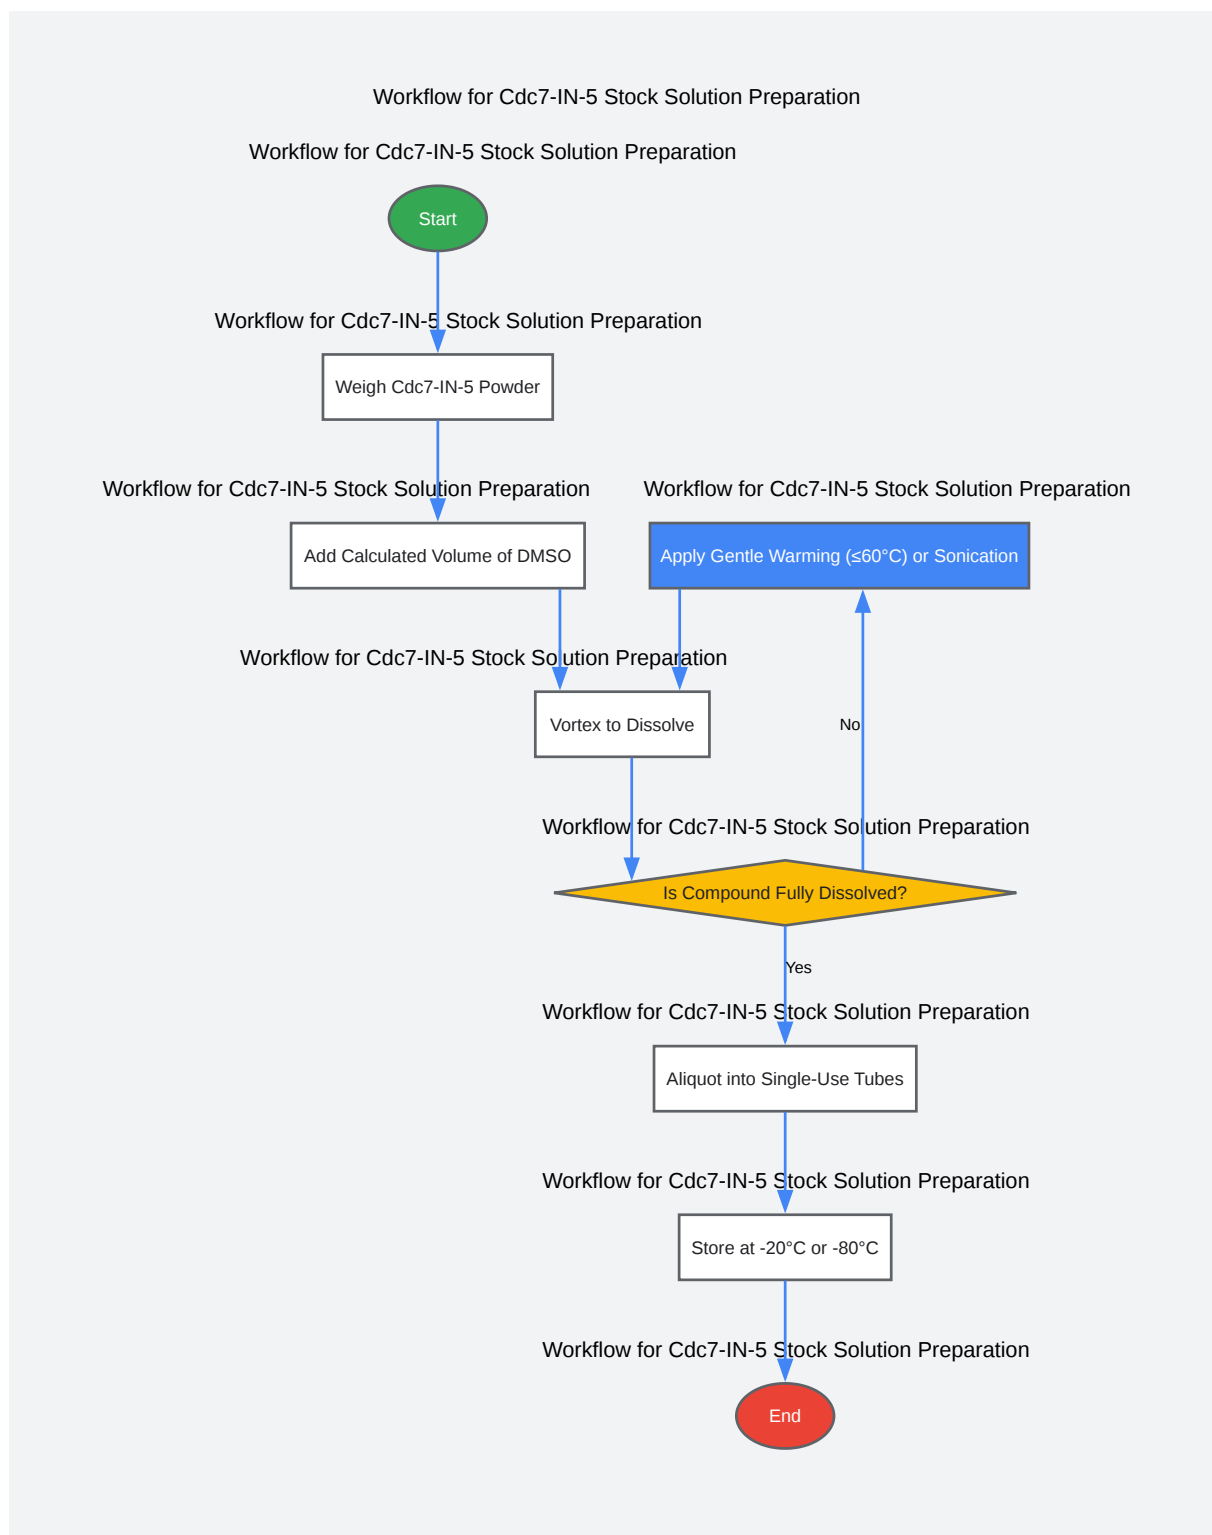 Workflow for Cdc7-IN-5 Stock Solution Preparation
Workflow for Cdc7-IN-5 Stock Solution Preparation
Start
Workflow for Cdc7-IN-5 Stock Solution Preparation
Weigh Cdc7-IN-5 Powder
Workflow for Cdc7-IN-5 Stock Solution Preparation
Workflow for Cdc7-IN-5 Stock Solution Preparation
Add Calculated Volume of DMSO
Apply Gentle Warming (≤60°C) or Sonication
Workflow for Cdc7-IN-5 Stock Solution Preparation
Vortex to Dissolve
No
Workflow for Cdc7-IN-5 Stock Solution Preparation
Is Compound Fully Dissolved?
Yes
Workflow for Cdc7-IN-5 Stock Solution Preparation
Aliquot into Single-Use Tubes
Workflow for Cdc7-IN-5 Stock Solution Preparation
Store at -20°C or -80°C
Workflow for Cdc7-IN-5 Stock Solution Preparation
End